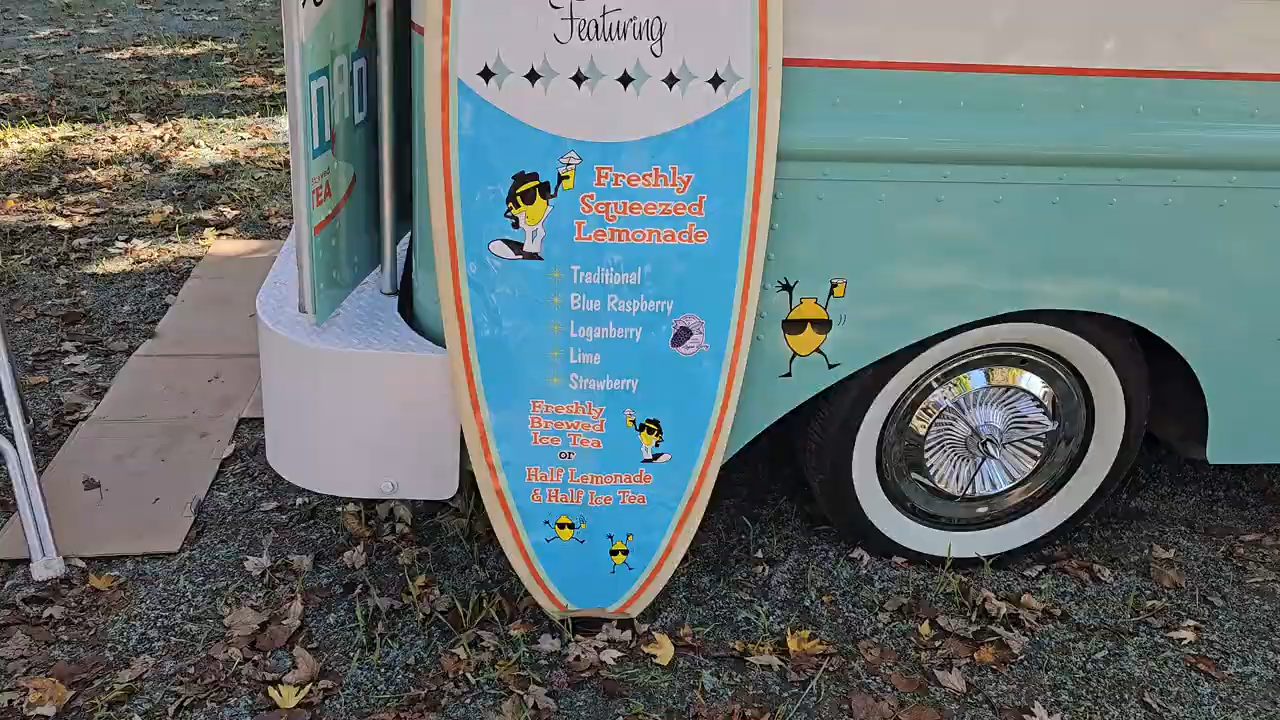 Featuring
NAD
TEA
Freshly
Squeezed
Lemonade
Traditional
Blue Raspberry
Loganberry
Lime
Strawberry
Freshly
Brewed
Ice Tea
or
Half Lemonade
& Half Ice Tea